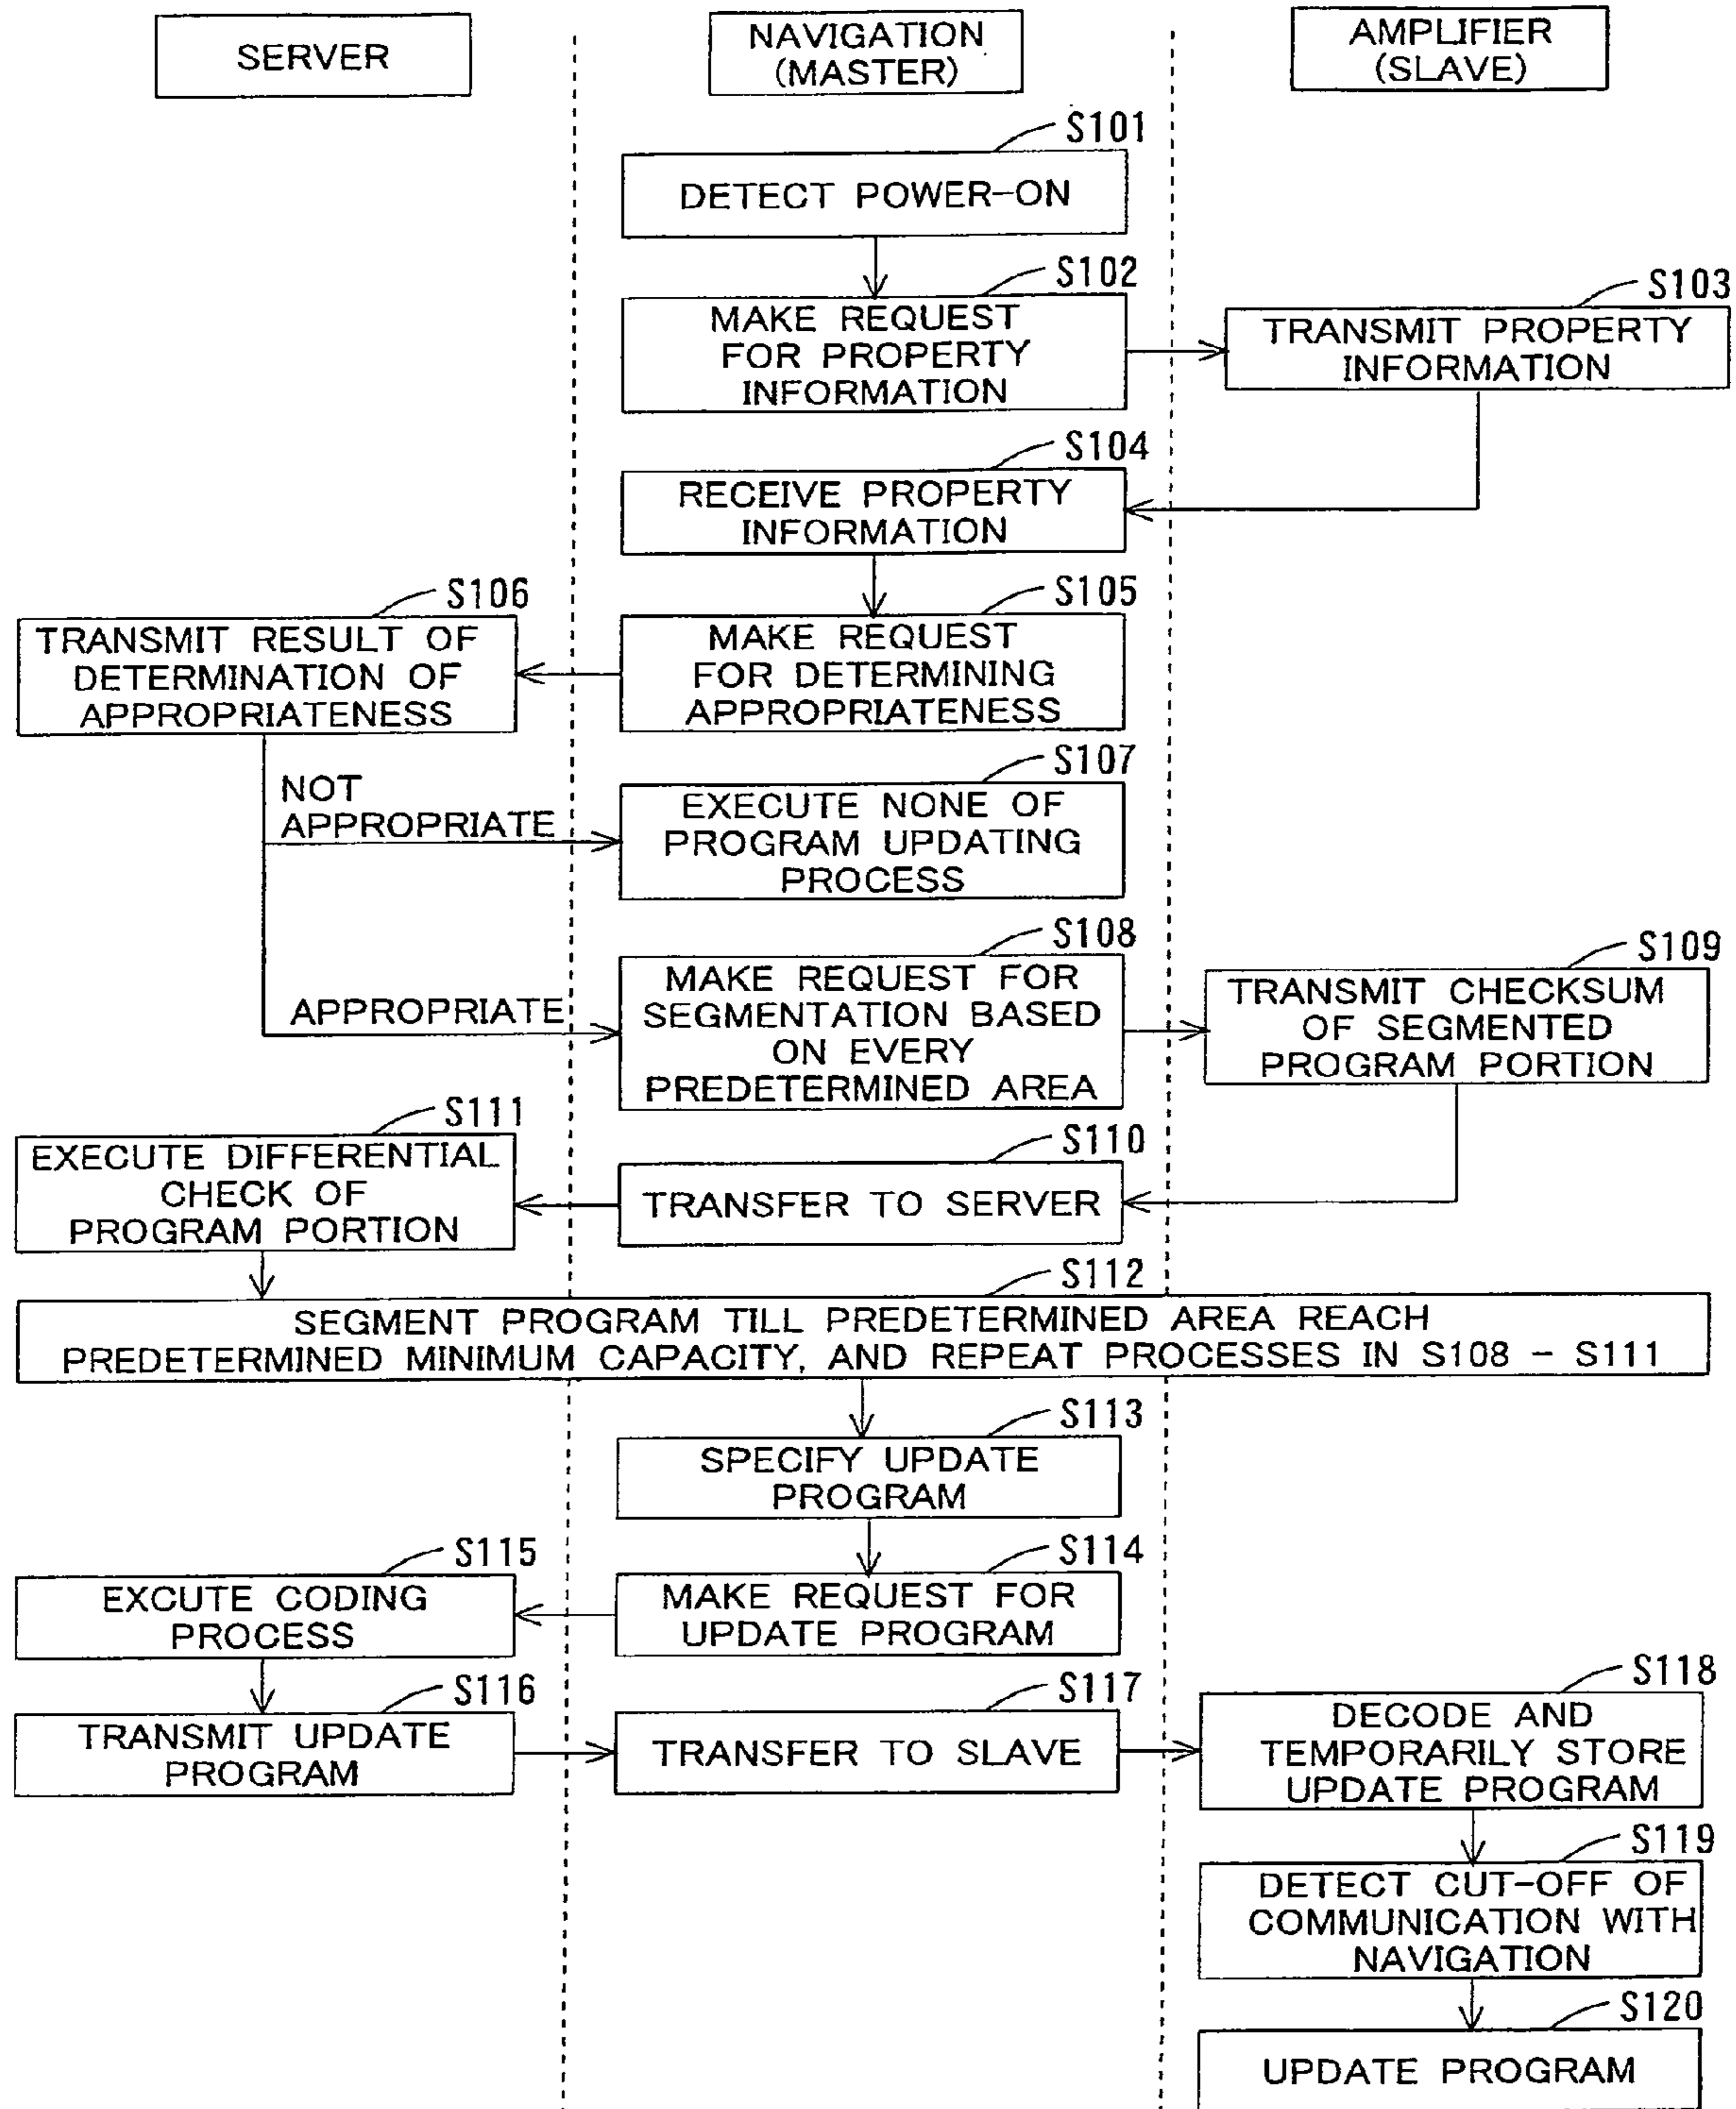 SERVER
NAVIGATION
(MASTER)
AMPLIFIER
(SLAVE)
S101
DETECT POWER-ON
S102
MAKE REQUEST
FOR PROPERTY
INFORMATION
S103
TRANSMIT PROPERTY
INFORMATION
S104
RECEIVE PROPERTY
INFORMATION
S105
MAKE REQUEST
FOR DETERMINING
APPROPRIATENESS
S106
TRANSMIT RESULT OF
DETERMINATION OF
APPROPRIATENESS
NOT
APPROPRIATE
S107
EXECUTE NONE OF
PROGRAM UPDATING
PROCESS
APPROPRIATE
S108
MAKE REQUEST FOR
SEGMENTATION BASED
ON EVERY
PREDETERMINED AREA
S109
TRANSMIT CHECKSUM
OF SEGMENTED
PROGRAM PORTION
S110
TRANSFER TO SERVER
S111
EXECUTE DIFFERENTIAL
CHECK OF
PROGRAM PORTION
S112
SEGMENT PROGRAM TILL PREDETERMINED AREA REACH
PREDETERMINED MINIMUM CAPACITY, AND REPEAT PROCESSES IN S108 - S111
S113
SPECIFY UPDATE
PROGRAM
S114
MAKE REQUEST FOR
UPDATE PROGRAM
S115
EXCUTE CODING
PROCESS
S116
TRANSMIT UPDATE
PROGRAM
S117
TRANSFER TO SLAVE
S118
DECODE AND
TEMPORARILY STORE
UPDATE PROGRAM
S119
DETECT CUT-OFF OF
COMMUNICATION WITH
NAVIGATION
S120
UPDATE PROGRAM